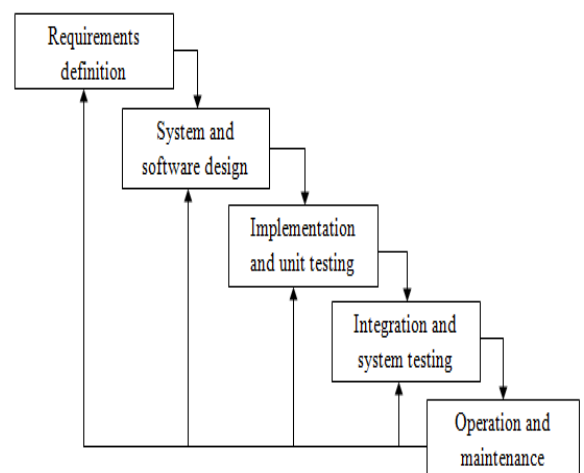 Requirements
definition
System and
software design
Implementation
and unit testing
Integration and
system testing
Operation and
maintenance